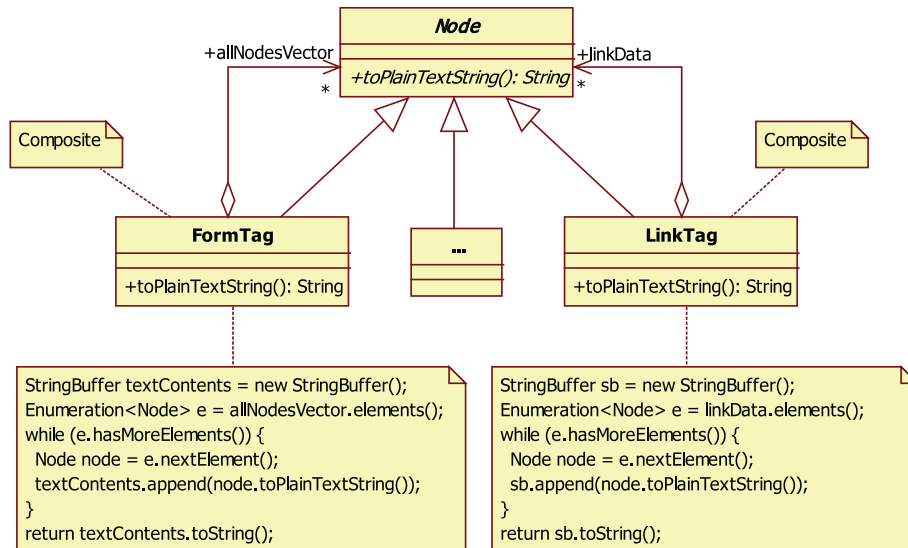 Node
+allNodesVector
+linkData
+toPlainTextString(): String
*
*
Composite
Composite
FormTag
LinkTag
...
+toPlainTextString(): String
+toPlainTextString(): String
StringBuffer textContents = new StringBuffer();
Enumeration<Node> e = allNodesVector.elements();
while (e.hasMoreElements()) {
Node node = e.nextElement();
textContents.append(node.toPlainTextString());
}
return textContents.toString();
StringBuffer sb = new StringBuffer();
Enumeration<Node> e = linkData.elements();
while (e.hasMoreElements()) {
Node node = e.nextElement();
sb.append(node.toPlainTextString());
}
return sb.toString();